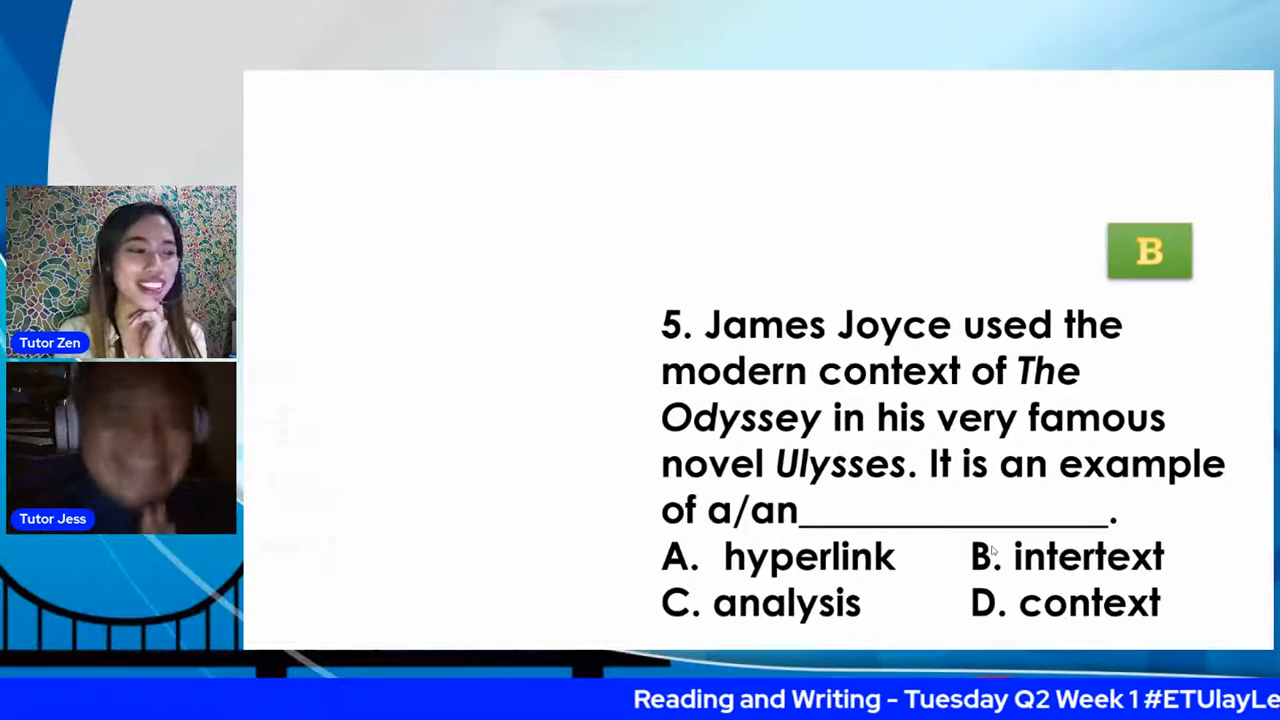 B
5. James Joyce used the
modern context of The
Odyssey in his very famous
novel Ulysses. It is an example
of a/an________________.
A. hyperlink B. intertext
C. analysis D. context
Tutor Zen
Tutor Jess
Reading and Writing - Tuesday Q2 Week 1 #ETUlayLe